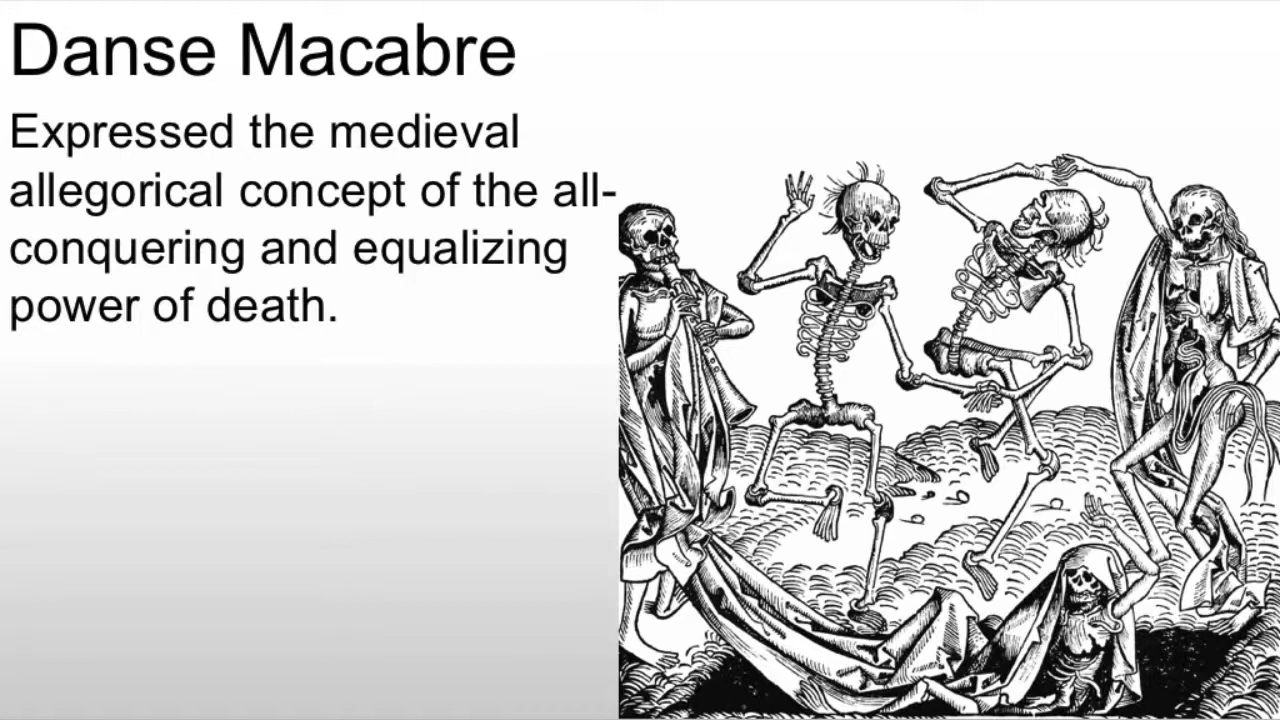 Danse Macabre
Expressed the medieval
allegorical concept of the all-
conquering and equalizing
power of death.